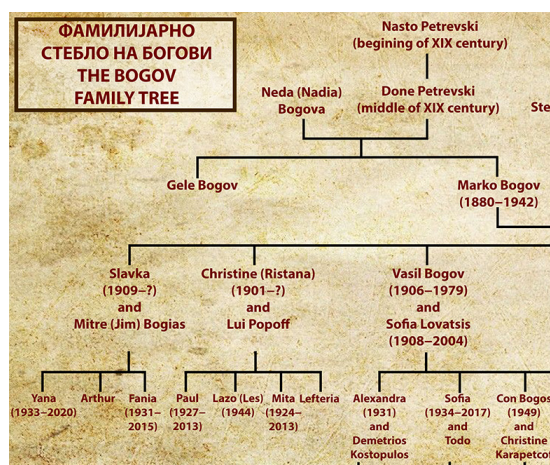 ФАМИЛИЈАРНО
СТЕБЛО НА БОГОВИ
THE BOGOV
FAMILY TREE
Nasto Petrevski
(begining of XIX century)
Neda (Nadia)
Bogova
Done Petrevski
(middle of XIX century)
Ste
Gele Bogov
Marko Bogov
(1880–1942)
Slavka
(1909–?)
and
Mitre (Jim) Bogias
Christine (Ristana)
(1901–?)
and
Lui Popoff
Vasil Bogov
(1906–1979)
and
Sofia Lovatsis
(1908–2004)
Yana
(1933–2020)
Arthur
Fania
(1931–
2015)
Paul
(1927–
2013)
Lazo (Les)
(1944)
Mita
(1924–
2013)
Lefteria
Alexandra
(1931)
and
Demetrios
Kostopulos
Sofia
(1934–2017)
and
Todo
Con Bogos
(1949)
and
Christine
Karapetco